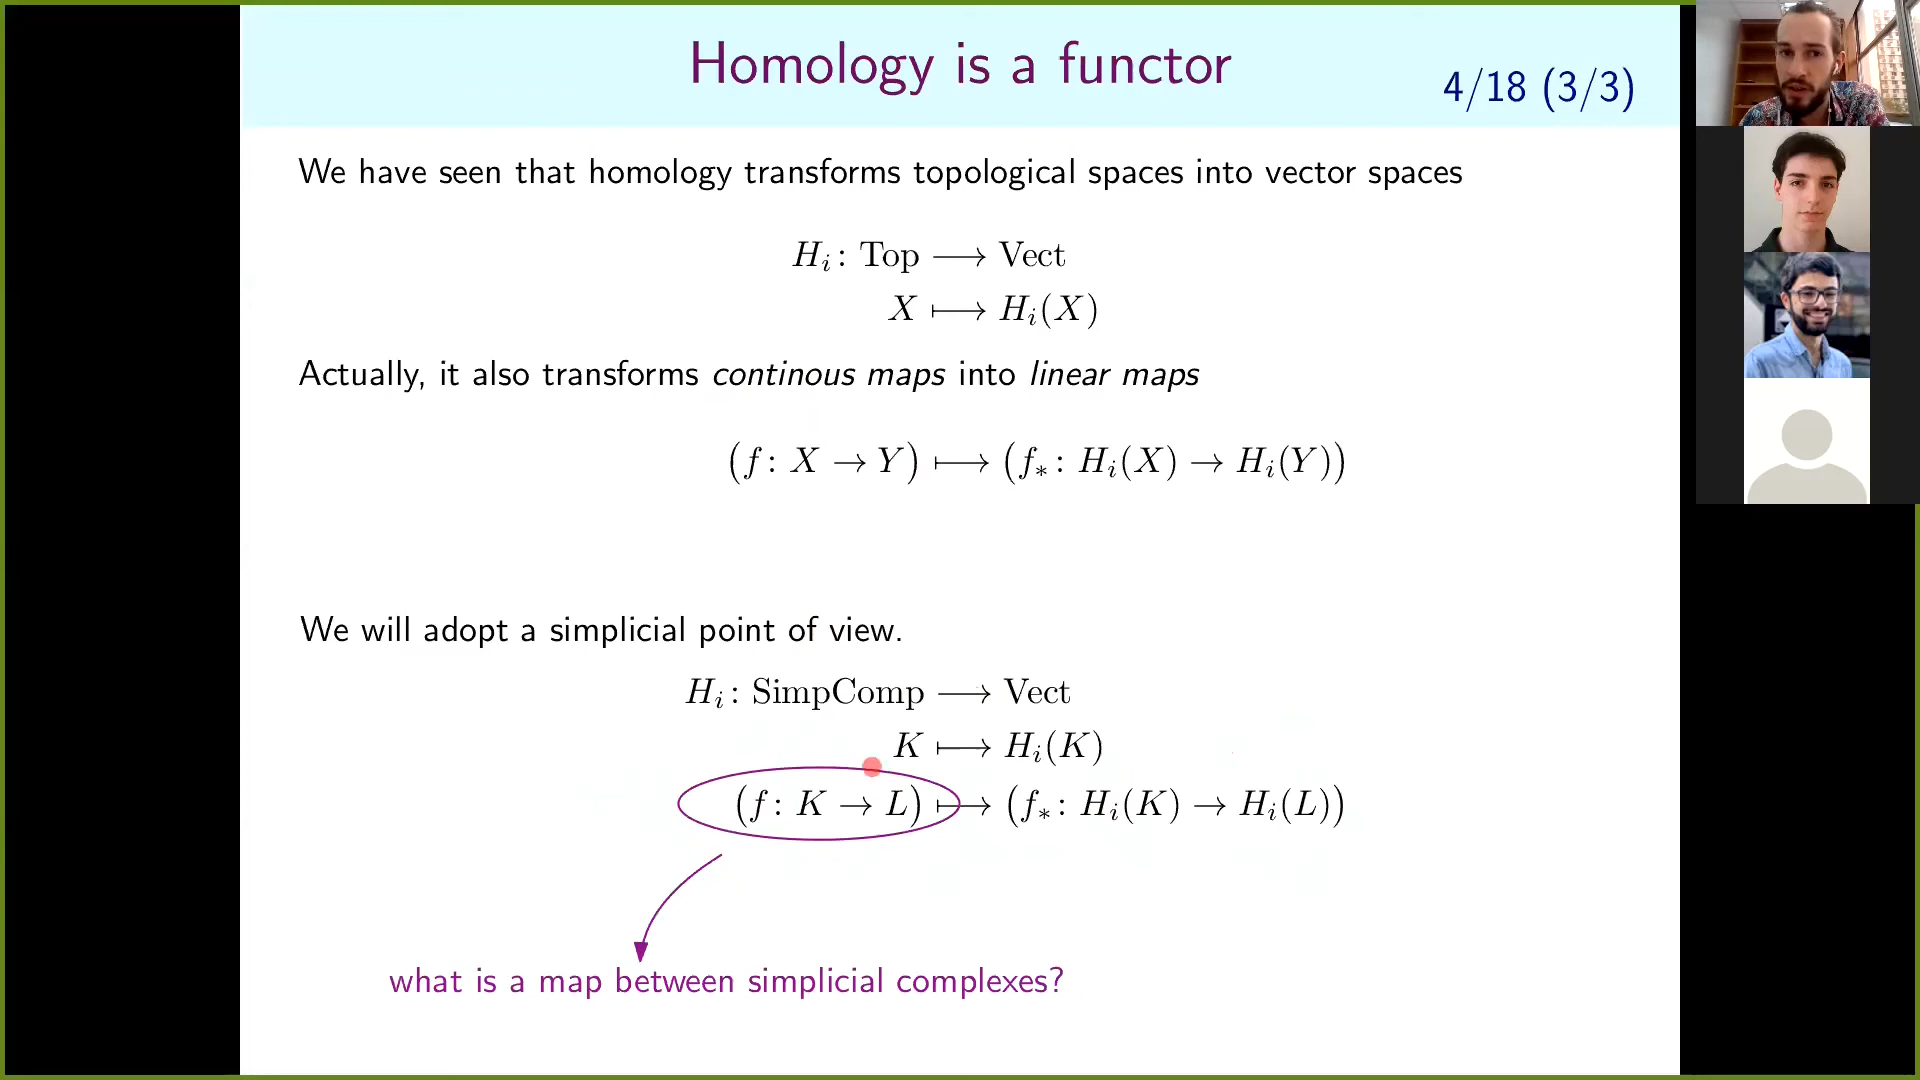 Homology is a functor
4/18 (3/3)
We have seen that homology transforms topological spaces into vector spaces
H_i : Top ⟶ Vect
X ⟼ H_i(X)
Actually, it also transforms continous maps into linear maps
(f : X → Y) ⟼ (f_* : H_i(X) → H_i(Y))
We will adopt a simplicial point of view.
H_i : SimpComp ⟶ Vect
K ⟼ H_i(K)
(f : K → L) ⟼ (f_* : H_i(K) → H_i(L))
what is a map between simplicial complexes?